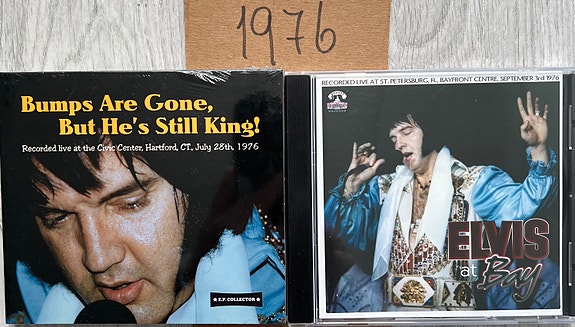 1976
Bumps Are Gone,
But He's Still King!
Recorded live at the Civic Center, Hartford, CT, July 28th, 1976
★ E.P. COLLECTOR ★
RECORDED LIVE AT ST. PETERSBURG, FL, BAYFRONT CENTRE. SEPTEMBER 3rd 1976
ELVIS
at Bay